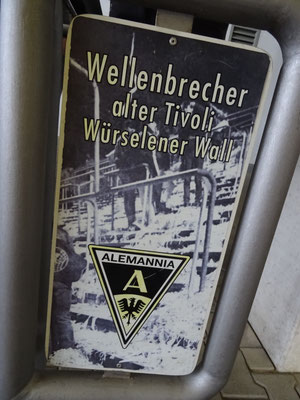 Wellenbrecher
alter Tivoli
Würselener Wall
ALEMANNIA
A